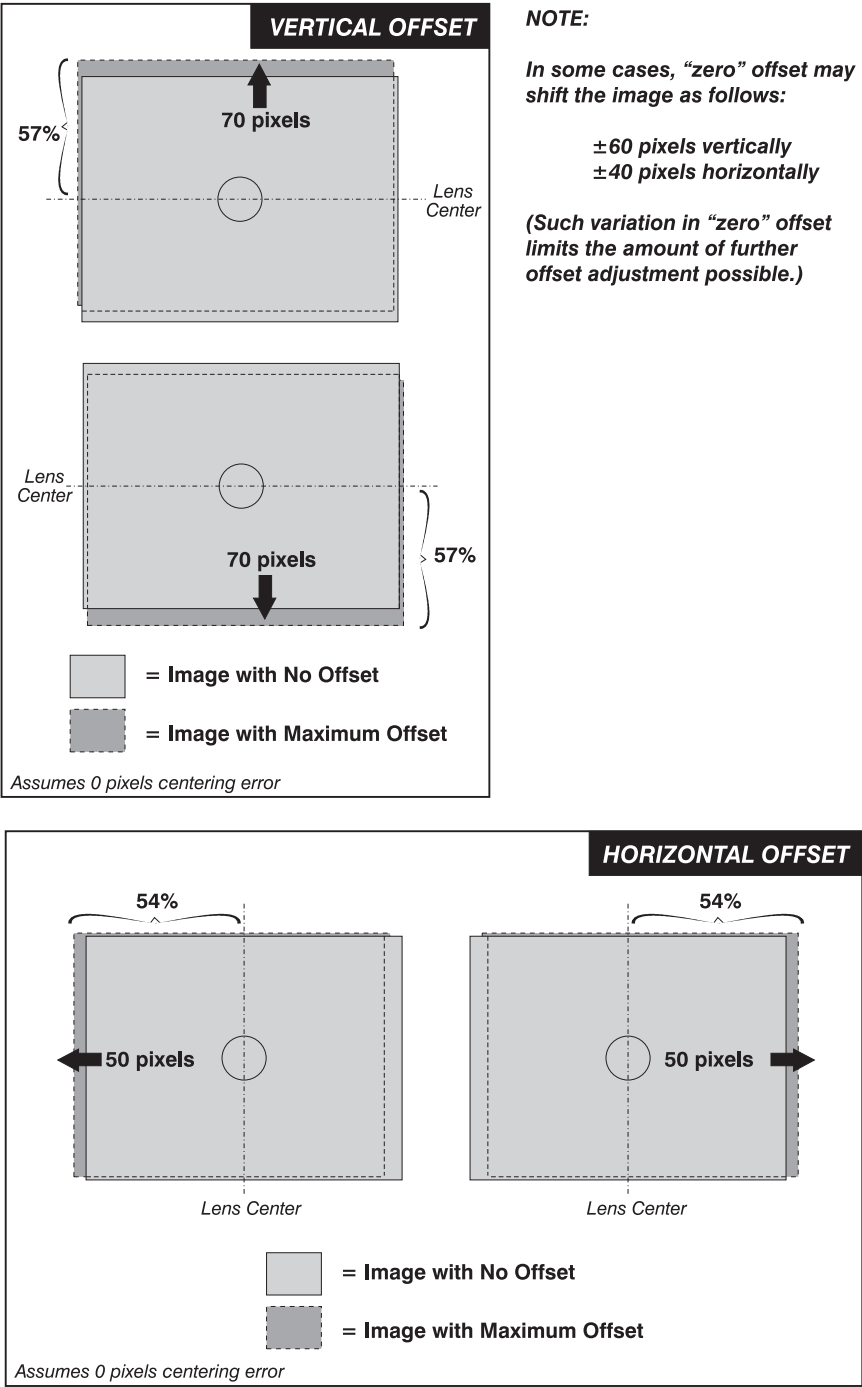 VERTICAL OFFSET
70 pixels
57%
Lens
Center
Lens
Center
70 pixels
57%
= Image with No Offset
= Image with Maximum Offset
Assumes 0 pixels centering error
NOTE:
In some cases, “zero” offset may
shift the image as follows:
±60 pixels vertically
±40 pixels horizontally
(Such variation in “zero” offset
limits the amount of further
offset adjustment possible.)
HORIZONTAL OFFSET
54%
54%
50 pixels
50 pixels
Lens Center
Lens Center
= Image with No Offset
= Image with Maximum Offset
Assumes 0 pixels centering error